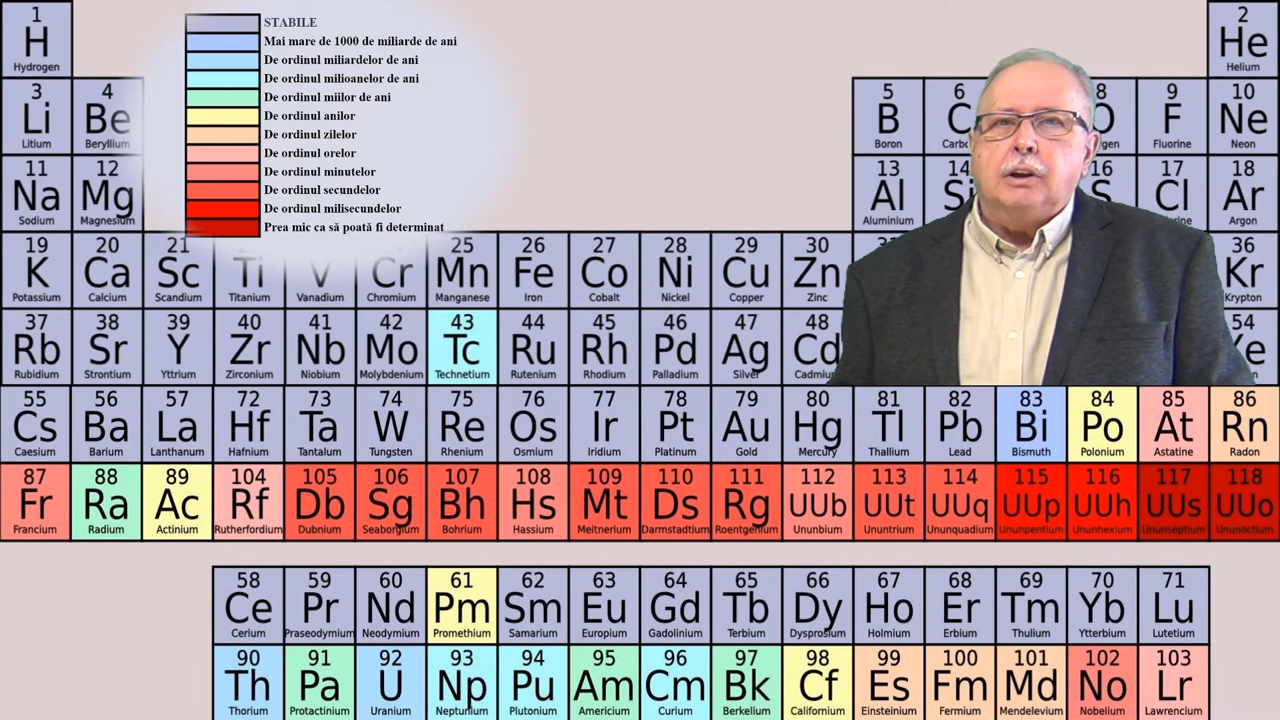 1
H
Hydrogen
2
He
Helium
STABILE
Mai mare de 1000 de miliarde de ani
De ordinul miliardelor de ani
De ordinul milioanelor de ani
De ordinul miilor de ani
De ordinul anilor
De ordinul zilelor
De ordinul orelor
De ordinul minutelor
De ordinul secundelor
De ordinul milisecundelor
Prea mic ca să poată fi determinat
3 4 5 6 8 9 10
Li Be B C O F Ne
Litium Beryllium Boron Fluorine Neon
11 12 13 14 16 17 18
Na Mg Al Si S Cl Ar
Sodium Magnesium Aluminium Argon
19 20 21 25 26 27 28 29 30 36
K Ca Sc Ti V Cr Mn Fe Co Ni Cu Zn Kr
Potassium Calcium Scandium Titanium Vanadium Chromium Manganese Iron Cobalt Nickel Copper Zinc Krypton
37 38 39 40 41 42 43 44 45 46 47 48 54
Rb Sr Y Zr Nb Mo Tc Ru Rh Pd Ag Cd Xe
Rubidium Strontium Yttrium Zirconium Niobium Molybdenium Technetium Rutenium Rhodium Palladium Silver
55 56 57 72 73 74 75 76 77 78 79 80 81 82 83 84 85 86
Cs Ba La Hf Ta W Re Os Ir Pt Au Hg Tl Pb Bi Po At Rn
Caesium Barium Lanthanum Hafnium Tantalum Tungsten Rhenium Osmium Iridium Platinum Gold Mercury Thallium Lead Bismuth Polonium Astatine Radon
87 88 89 104 105 106 107 108 109 110 111 112 113 114 115 116 117 118
Fr Ra Ac Rf Db Sg Bh Hs Mt Ds Rg UUb UUt UUq UUp UUh UUs UUo
Francium Radium Actinium Rutherfordium Dubnium Seaborgium Bohrium Hassium Meitnerium Darmstadtium Roentgenium Ununbium Ununtrium Ununquadium Ununpentium Ununhexium Ununseptium Ununoctium
58 59 60 61 62 63 64 65 66 67 68 69 70 71
Ce Pr Nd Pm Sm Eu Gd Tb Dy Ho Er Tm Yb Lu
Cerium Praseodymium Neodymium Promethium Samarium Europium Gadolinium Terbium Dysprosium Holmium Erbium Thulium Ytterbium Lutetium
90 91 92 93 94 95 96 97 98 99 100 101 102 103
Th Pa U Np Pu Am Cm Bk Cf Es Fm Md No Lr
Thorium Protactinium Uranium Neptunium Plutonium Americium Curium Berkelium Californium Einsteinium Fermium Mendelevium Nobelium Lawrencium